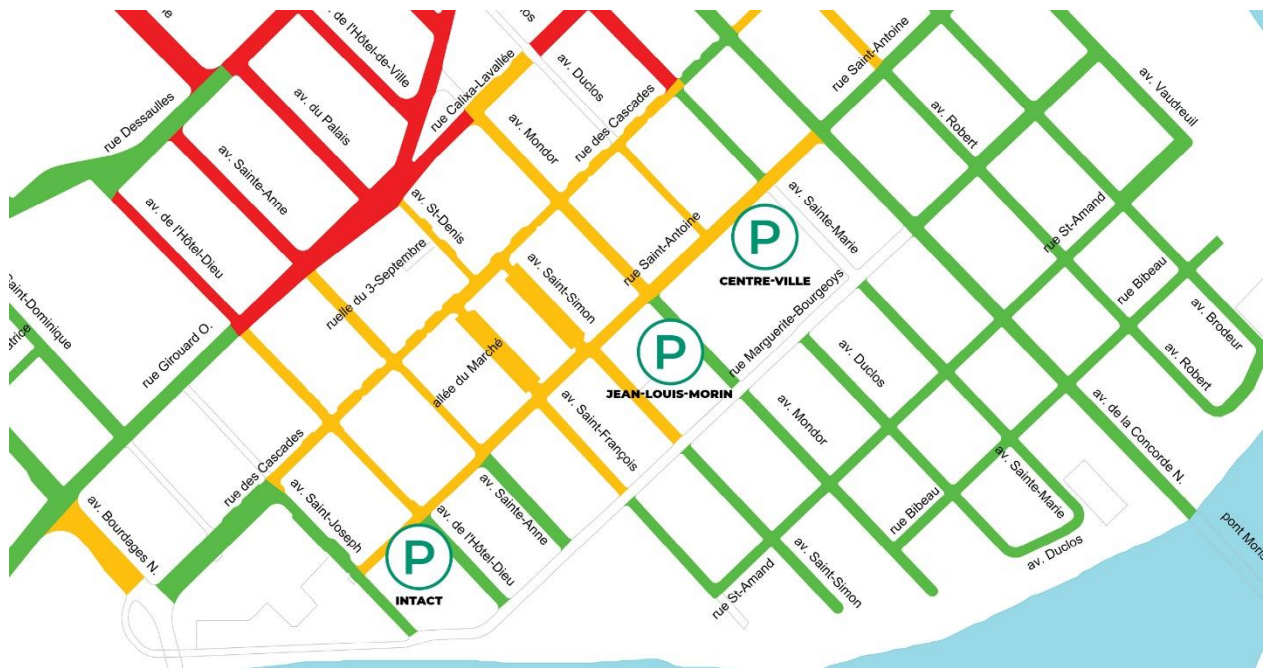 av. de l'Hôtel-de-Ville
rue Calixa-Lavallée
av. Duclos
rue des Cascades
rue Saint-Antoine
av. Vaudreuil
rue Dessaulles
av. du Palais
av. Mondor
av. Robert
av. Sainte-Anne
av. St-Denis
av. Sainte-Marie
rue St-Amand
av. de l'Hôtel-Dieu
ruelle du 3-Septembre
av. Saint-Simon
rue Saint-Antoine
P
CENTRE-VILLE
rue Bibeau
av. Brodeur
rue Girouard O.
allée du Marché
P
JEAN-LOUIS-MORIN
rue Marguerite-Bourgeoys
av. Duclos
av. Robert
av. Saint-François
av. Mondor
av. de la Concorde N.
rue des Cascades
av. Saint-Joseph
av. Sainte-Anne
rue Bibeau
av. Sainte-Marie
av. Bourdages N.
P
INTACT
av. de l'Hôtel-Dieu
rue St-Amand
av. Saint-Simon
av. Duclos